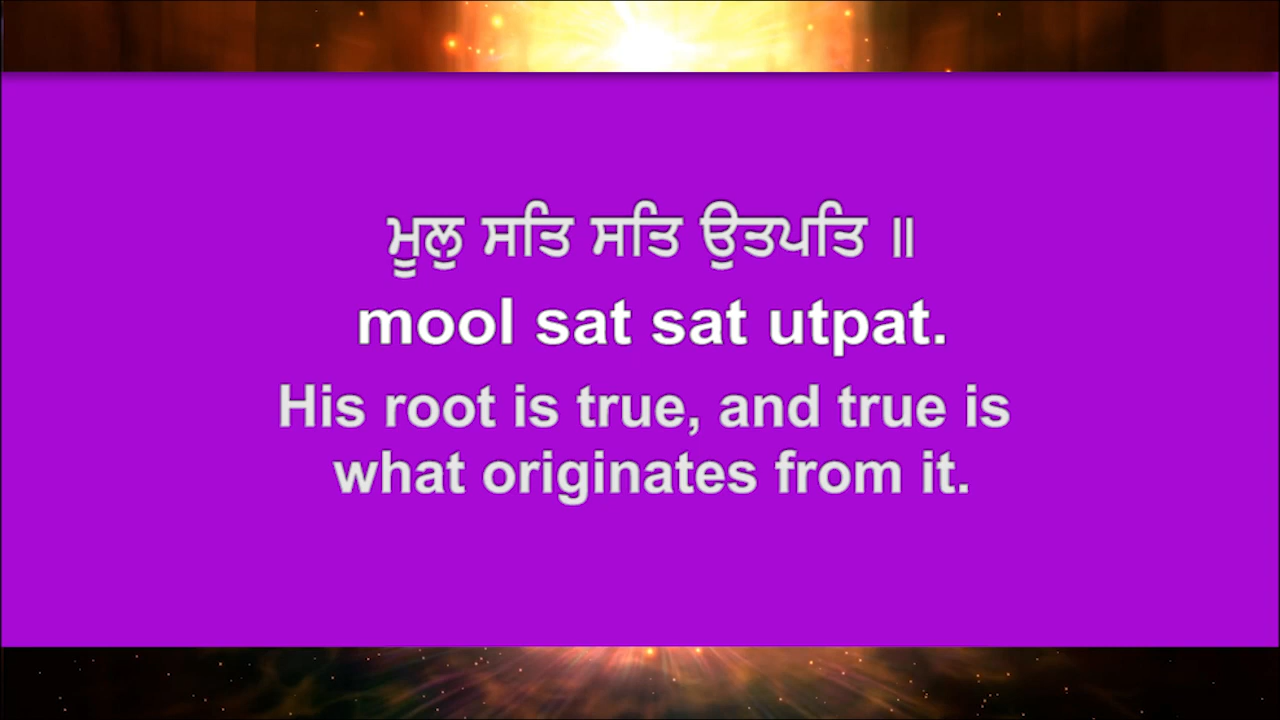 ਮੂਲੁ ਸਤਿ ਸਤਿ ਉਤਪਤਿ ॥
mool sat sat utpat.
His root is true, and true is
what originates from it.